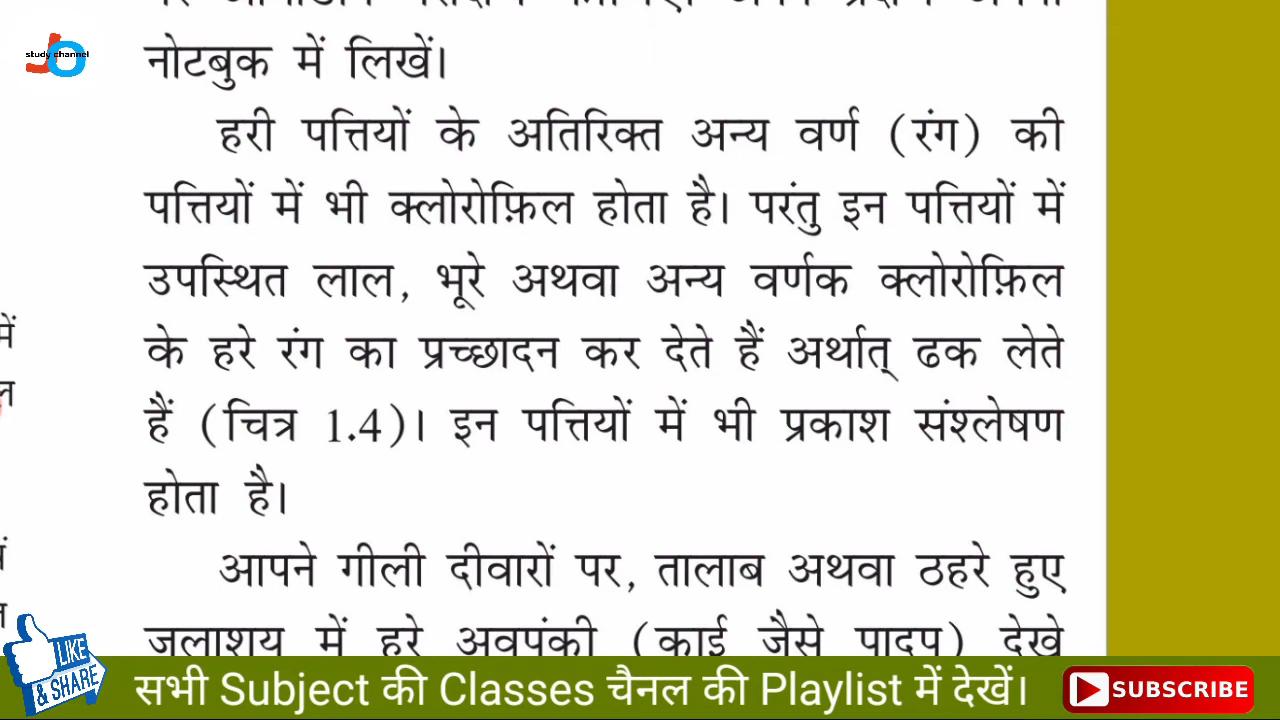 study channel
नोटबुक में लिखें।
हरी पत्तियों के अतिरिक्त अन्य वर्ण (रंग) की
पत्तियों में भी क्लोरोफ़िल होता है। परंतु इन पत्तियों में
उपस्थित लाल, भूरे अथवा अन्य वर्णक क्लोरोफ़िल
के हरे रंग का प्रच्छादन कर देते हैं अर्थात् ढक लेते
हैं (चित्र 1.4)। इन पत्तियों में भी प्रकाश संश्लेषण
होता है।
आपने गीली दीवारों पर, तालाब अथवा ठहरे हुए
जलाशय में हरे अवपंकी (काई जैसे पादप) देखे
LIKE
& SHARE
सभी Subject की Classes चैनल की Playlist में देखें।
SUBSCRIBE